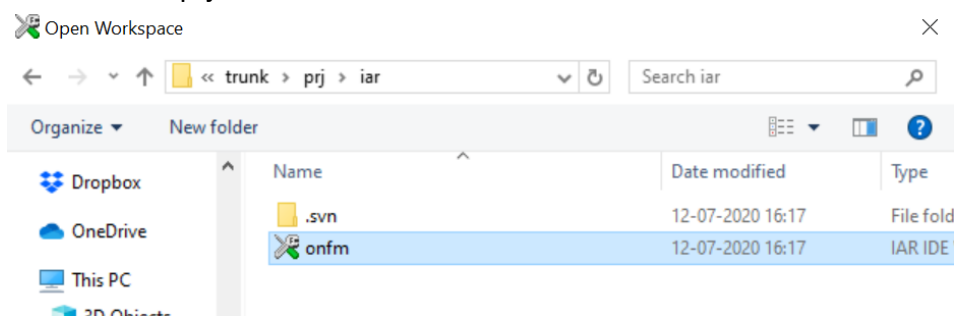 Open Workspace
« trunk › prj › iar
Search iar
Organize
New folder
Name
Date modified
Type
Dropbox
.svn
12-07-2020 16:17
File fold
OneDrive
onfm
12-07-2020 16:17
IAR IDE
This PC
3D Objects